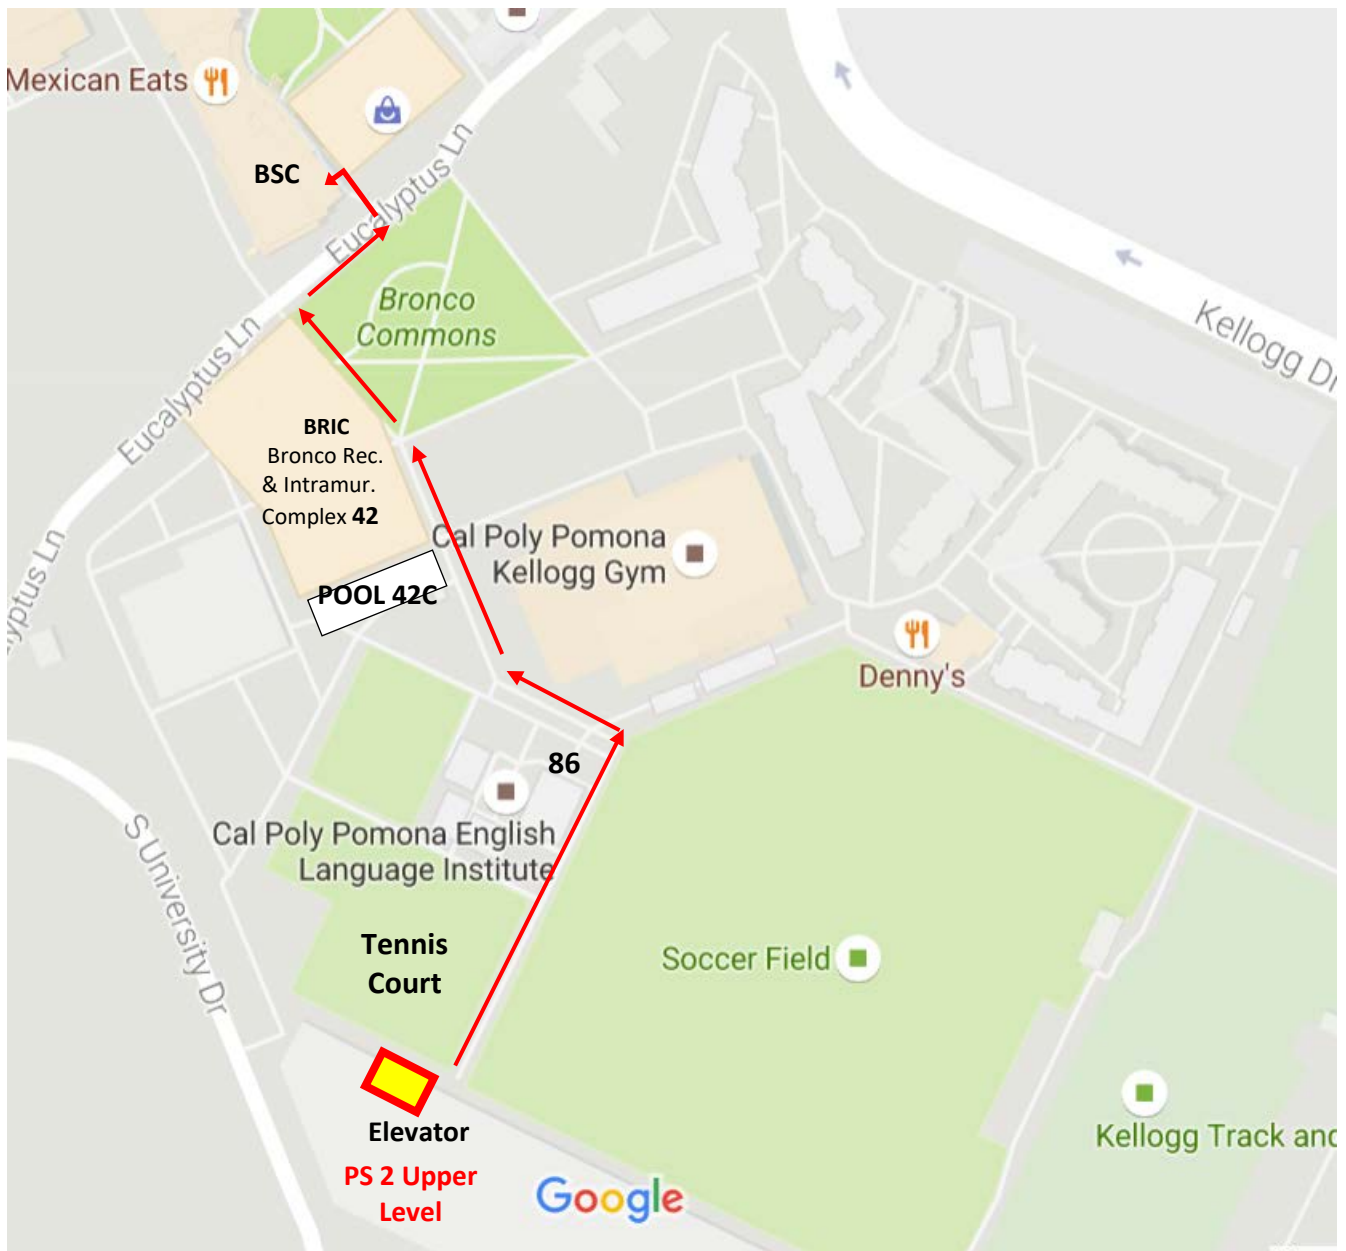 Mexican Eats
BSC
Eucalyptus Ln
Bronco
Commons
Kellogg Dr
Eucalyptus Ln
BRIC
Bronco Rec.
& Intramur.
Complex 42
Cal Poly Pomona
Kellogg Gym
POOL 42C
lyptus Ln
Denny's
86
Cal Poly Pomona English
Language Institute
S University Dr
Tennis
Court
Soccer Field
Elevator
Kellogg Track and
PS 2 Upper
Level
Google